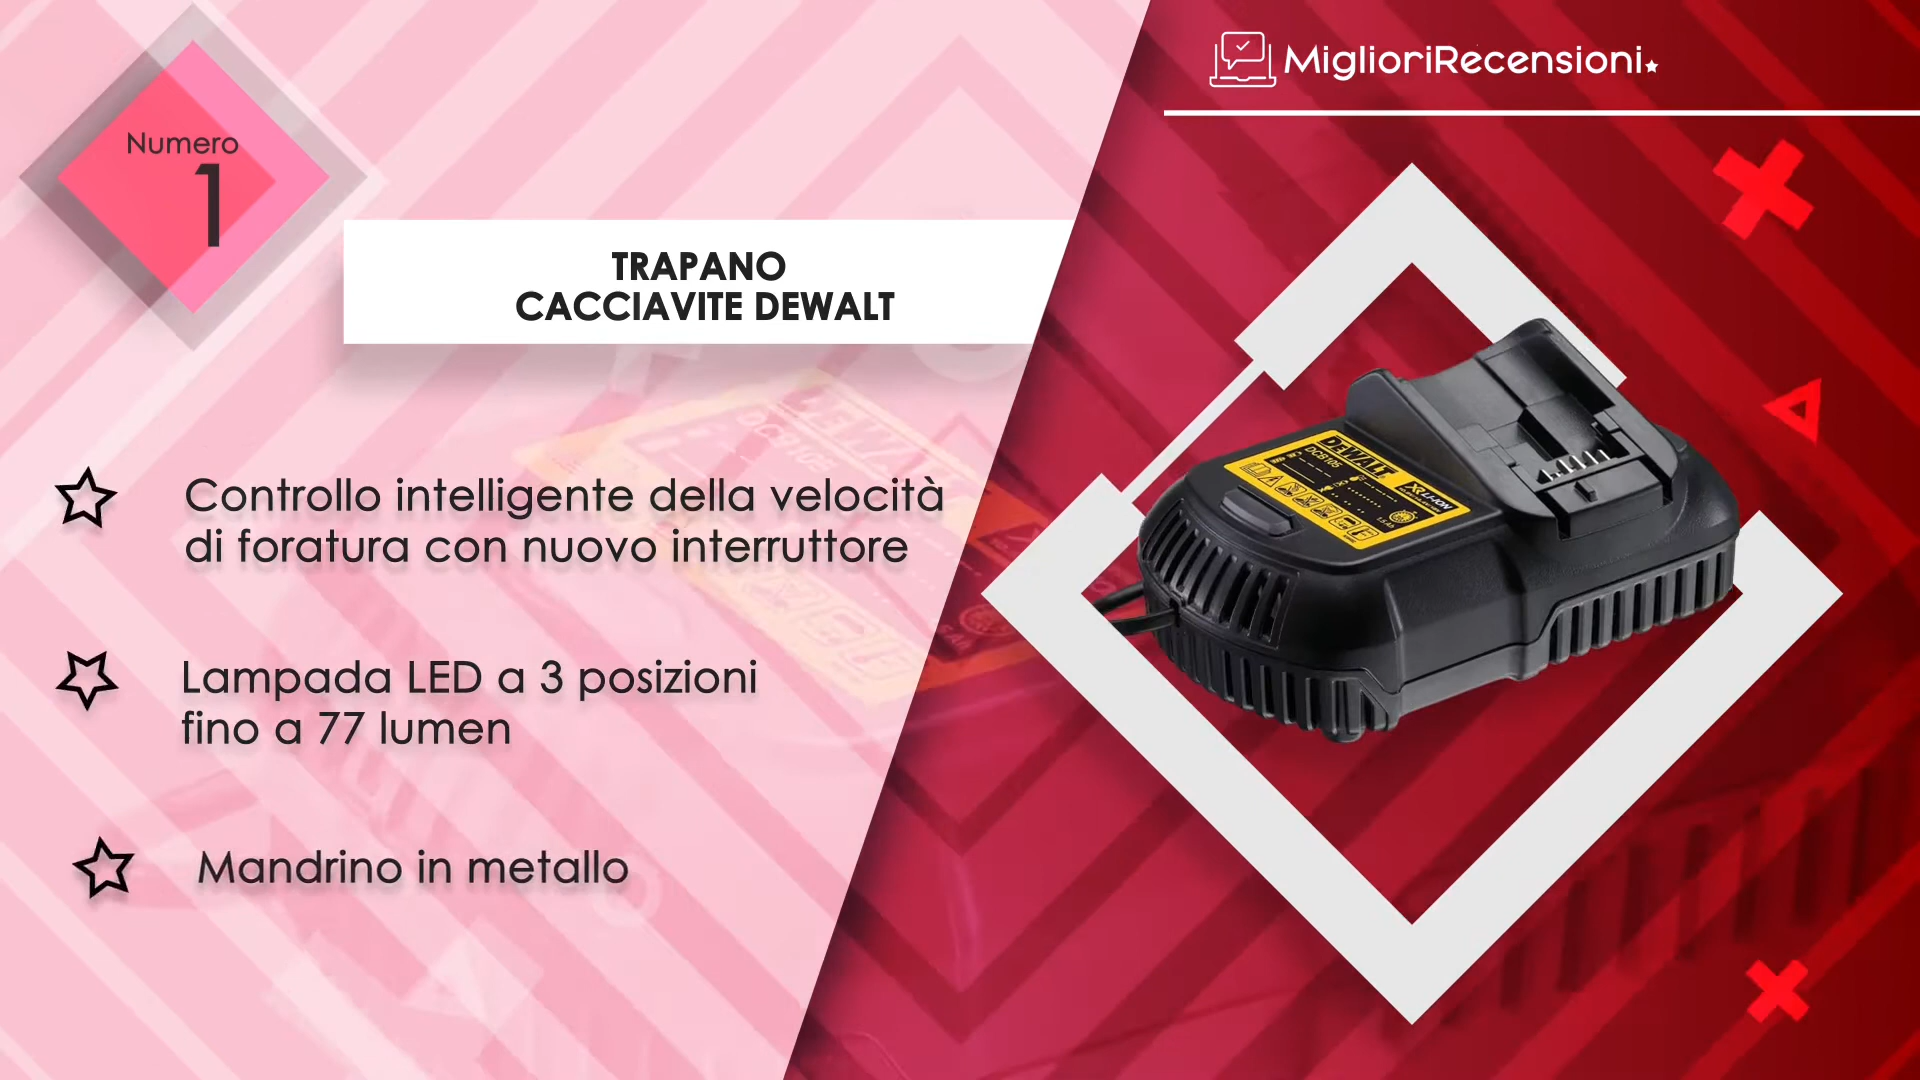 Numero
1
TRAPANO
CACCIAVITE DEWALT
Controllo intelligente della velocità
di foratura con nuovo interruttore
Lampada LED a 3 posizioni
fino a 77 lumen
Mandrino in metallo
MiglioriRecensioni
DEWALT
DCB105
XR LI-ION